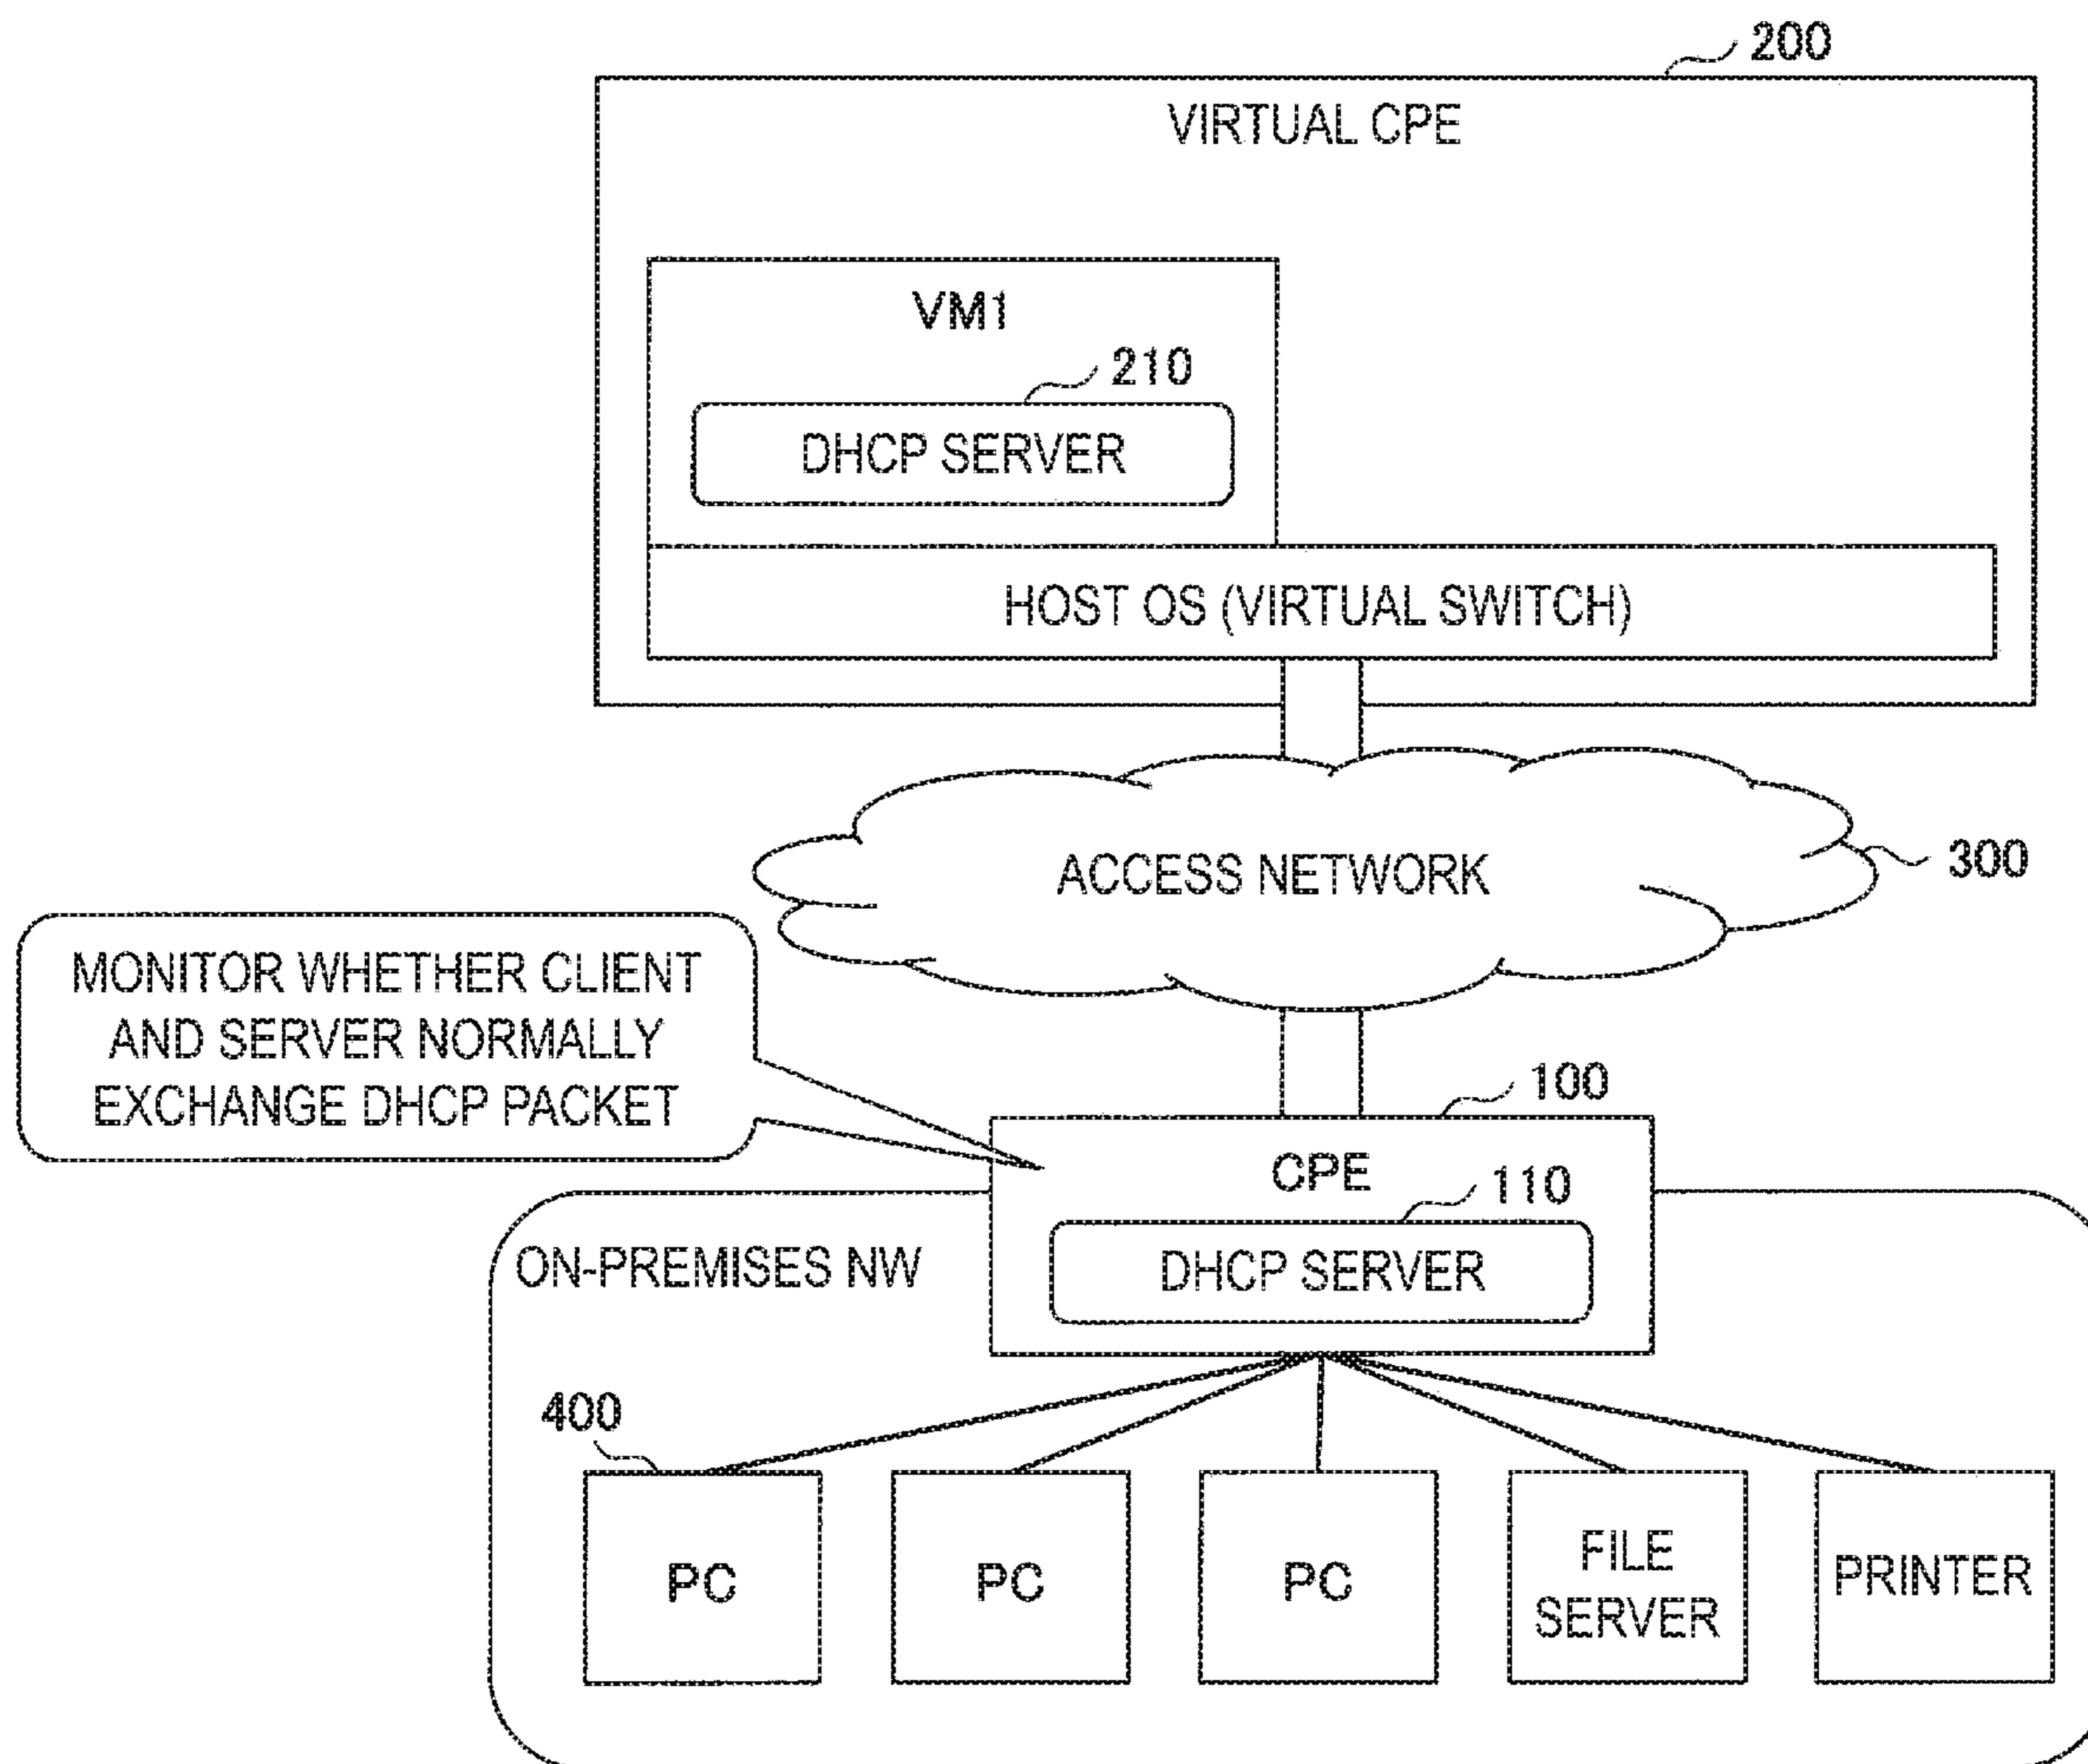 200
VIRTUAL CPE
VM1
210
DHCP SERVER
HOST OS (VIRTUAL SWITCH)
ACCESS NETWORK
300
MONITOR WHETHER CLIENT
AND SERVER NORMALLY
EXCHANGE DHCP PACKET
100
CPE
110
DHCP SERVER
ON-PREMISES NW
400
PC
PC
PC
FILE
SERVER
PRINTER